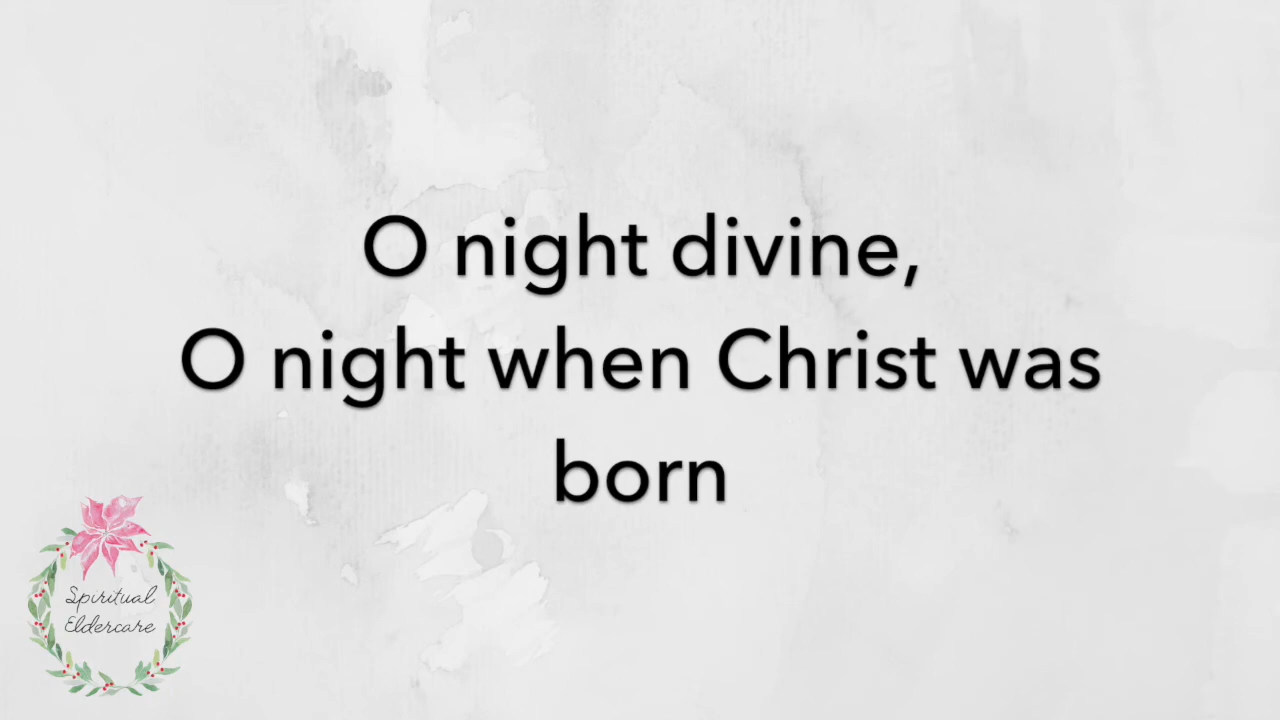 O night divine,
O night when Christ was
born
Spiritual
Eldercare